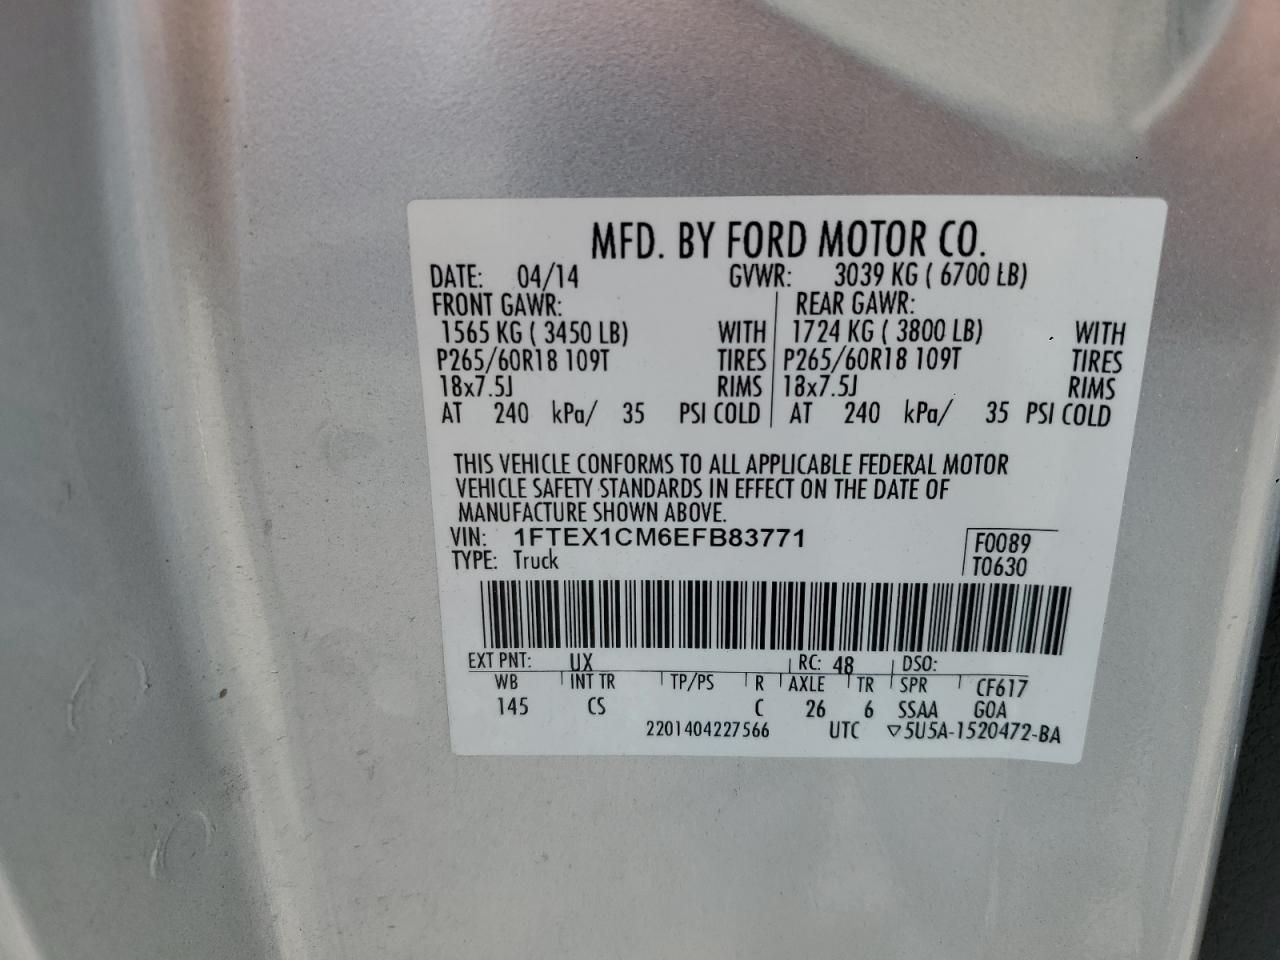 MFD. BY FORD MOTOR CO.
DATE: 04/14 GVWR: 3039 KG ( 6700 LB)
FRONT GAWR: REAR GAWR:
1565 KG ( 3450 LB) WITH 1724 KG ( 3800 LB) WITH
P265/60R18 109T TIRES P265/60R18 109T TIRES
18x7.5J RIMS 18x7.5J RIMS
AT 240 kPa/ 35 PSI COLD AT 240 kPa/ 35 PSI COLD
THIS VEHICLE CONFORMS TO ALL APPLICABLE FEDERAL MOTOR
VEHICLE SAFETY STANDARDS IN EFFECT ON THE DATE OF
MANUFACTURE SHOWN ABOVE.
VIN: 1FTEX1CM6EFB83771 F0089
TYPE: Truck T0630
EXT PNT: UX RC: 48 DSO:
WB INT TR TP/PS R AXLE TR SPR CF617
145 CS C 26 6 SSAA GOA
2201404227566 UTC ▽5U5A-1520472-BA